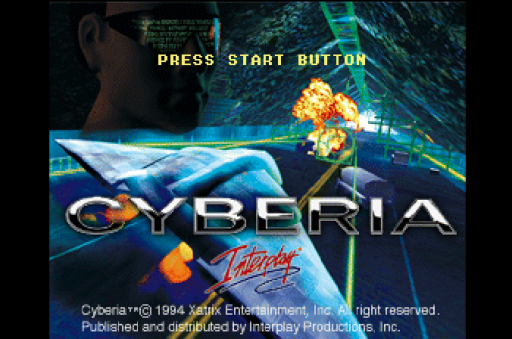 PRESS START BUTTON
CYBERIA
Interplay
Cyberia™© 1994 Xatrix Entertainment, Inc. All right reserved.
Published and distributed by Interplay Productions, Inc.